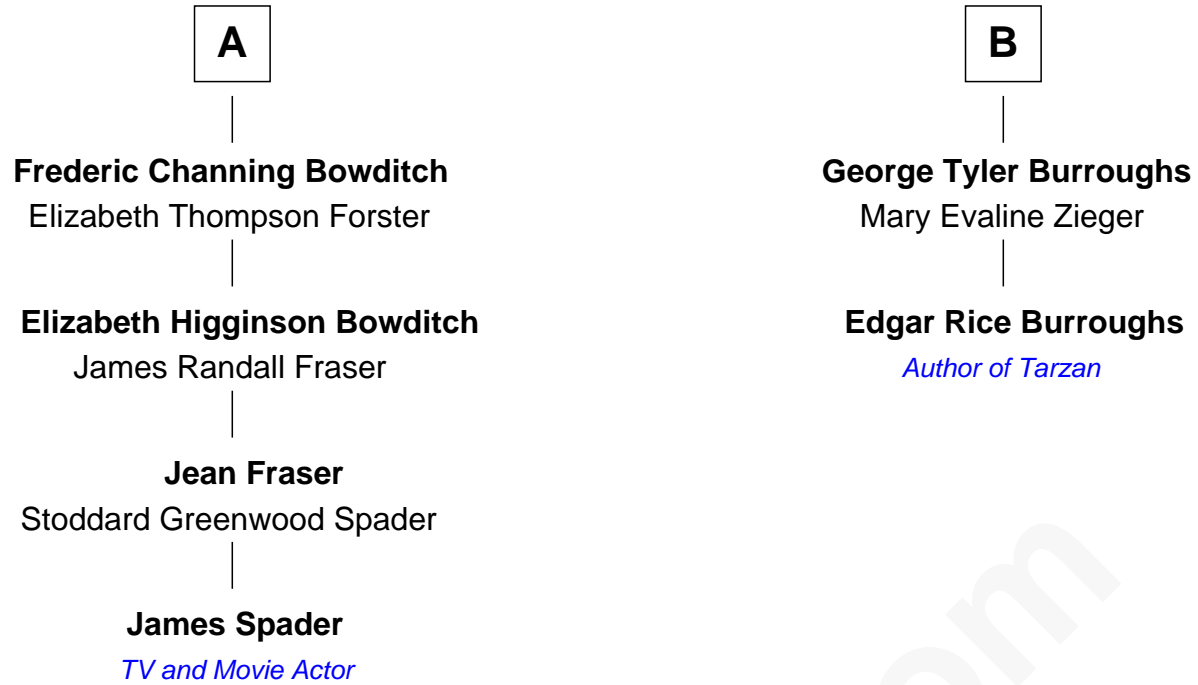 A
Frederic Channing Bowditch
Elizabeth Thompson Forster
Elizabeth Higginson Bowditch
James Randall Fraser
Jean Fraser
Stoddard Greenwood Spader
James Spader
TV and Movie Actor
B
George Tyler Burroughs
Mary Evaline Zieger
Edgar Rice Burroughs
Author of Tarzan
om